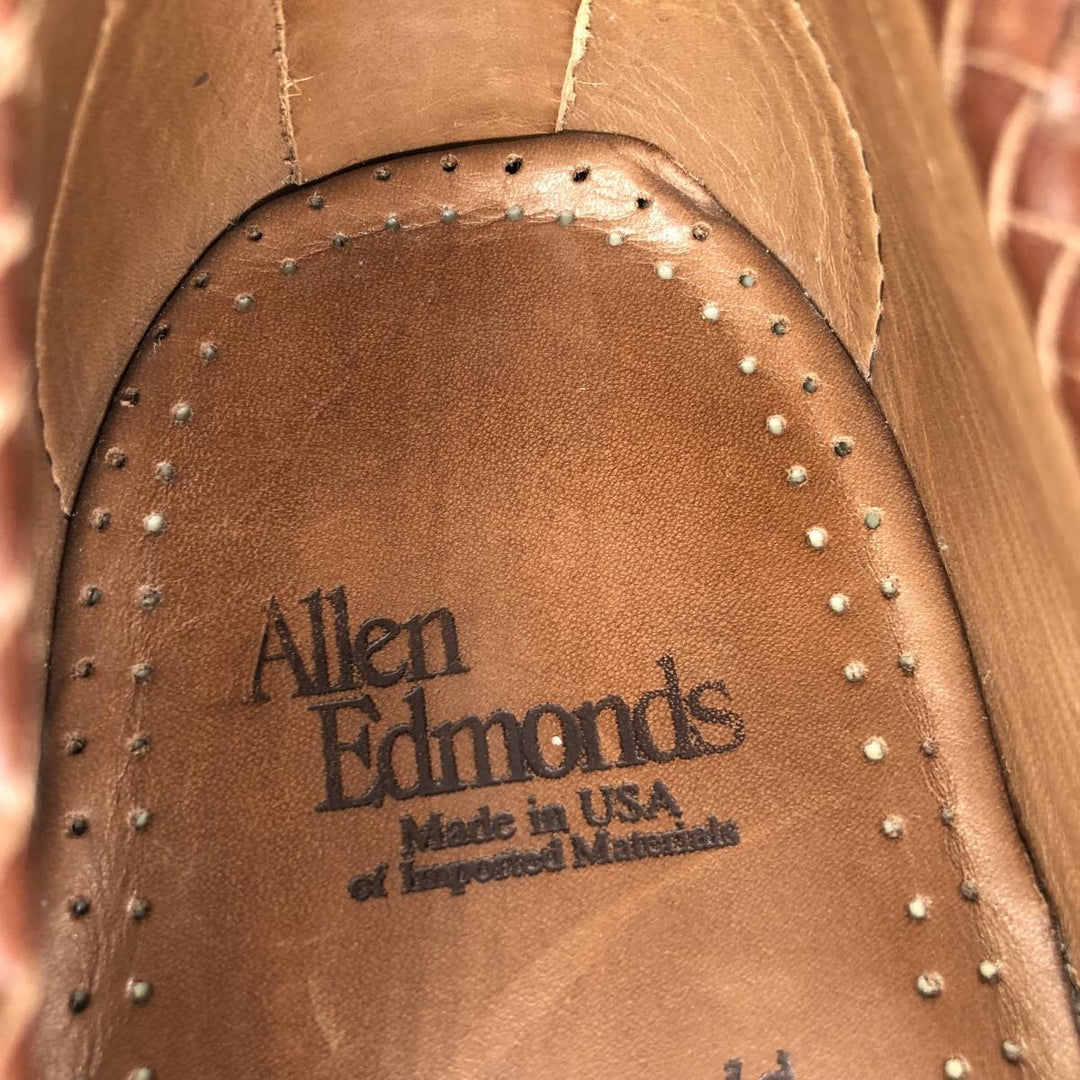 Allen
Edmonds
Made in USA
of Imported Materials